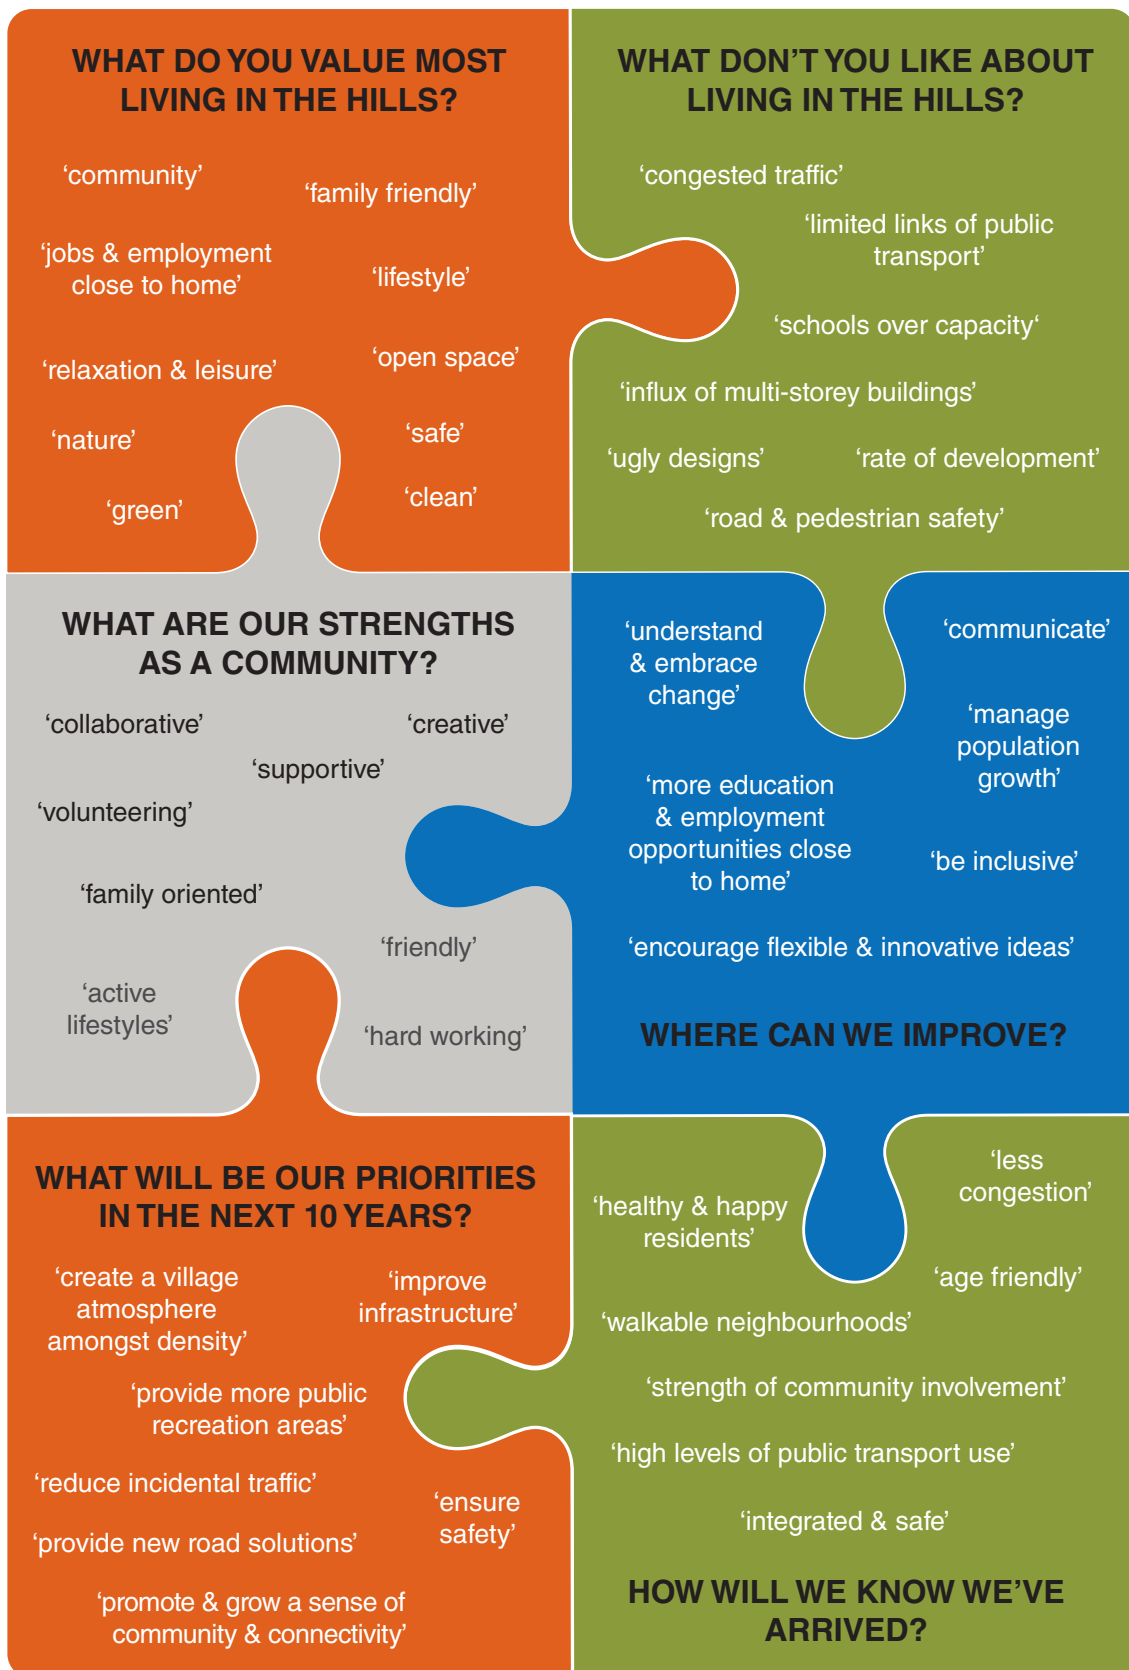 WHAT DO YOU VALUE MOST
LIVING IN THE HILLS?
‘community’
‘family friendly’
‘jobs & employment
close to home’
‘lifestyle’
‘open space’
‘relaxation & leisure’
‘nature’
‘safe’
‘clean’
‘green’
WHAT DON’T YOU LIKE ABOUT
LIVING IN THE HILLS?
‘congested traffic’
‘limited links of public
transport’
‘schools over capacity‘
‘influx of multi-storey buildings’
‘ugly designs’
‘rate of development’
‘road & pedestrian safety’
WHAT ARE OUR STRENGTHS
AS A COMMUNITY?
‘collaborative’
‘creative’
‘supportive’
‘volunteering’
‘family oriented’
‘friendly’
‘active
lifestyles’
‘hard working’
‘understand
& embrace
change’
‘communicate’
‘manage
population
growth’
‘more education
& employment
opportunities close
to home’
‘be inclusive’
‘encourage flexible & innovative ideas’
WHERE CAN WE IMPROVE?
WHAT WILL BE OUR PRIORITIES
IN THE NEXT 10 YEARS?
‘create a village
atmosphere
amongst density’
‘improve
infrastructure’
‘provide more public
recreation areas’
‘reduce incidental traffic’
‘ensure
safety’
‘provide new road solutions’
‘promote & grow a sense of
community & connectivity’
‘less
congestion’
‘healthy & happy
residents’
‘age friendly’
‘walkable neighbourhoods’
‘strength of community involvement’
‘high levels of public transport use’
‘integrated & safe’
HOW WILL WE KNOW WE’VE
ARRIVED?